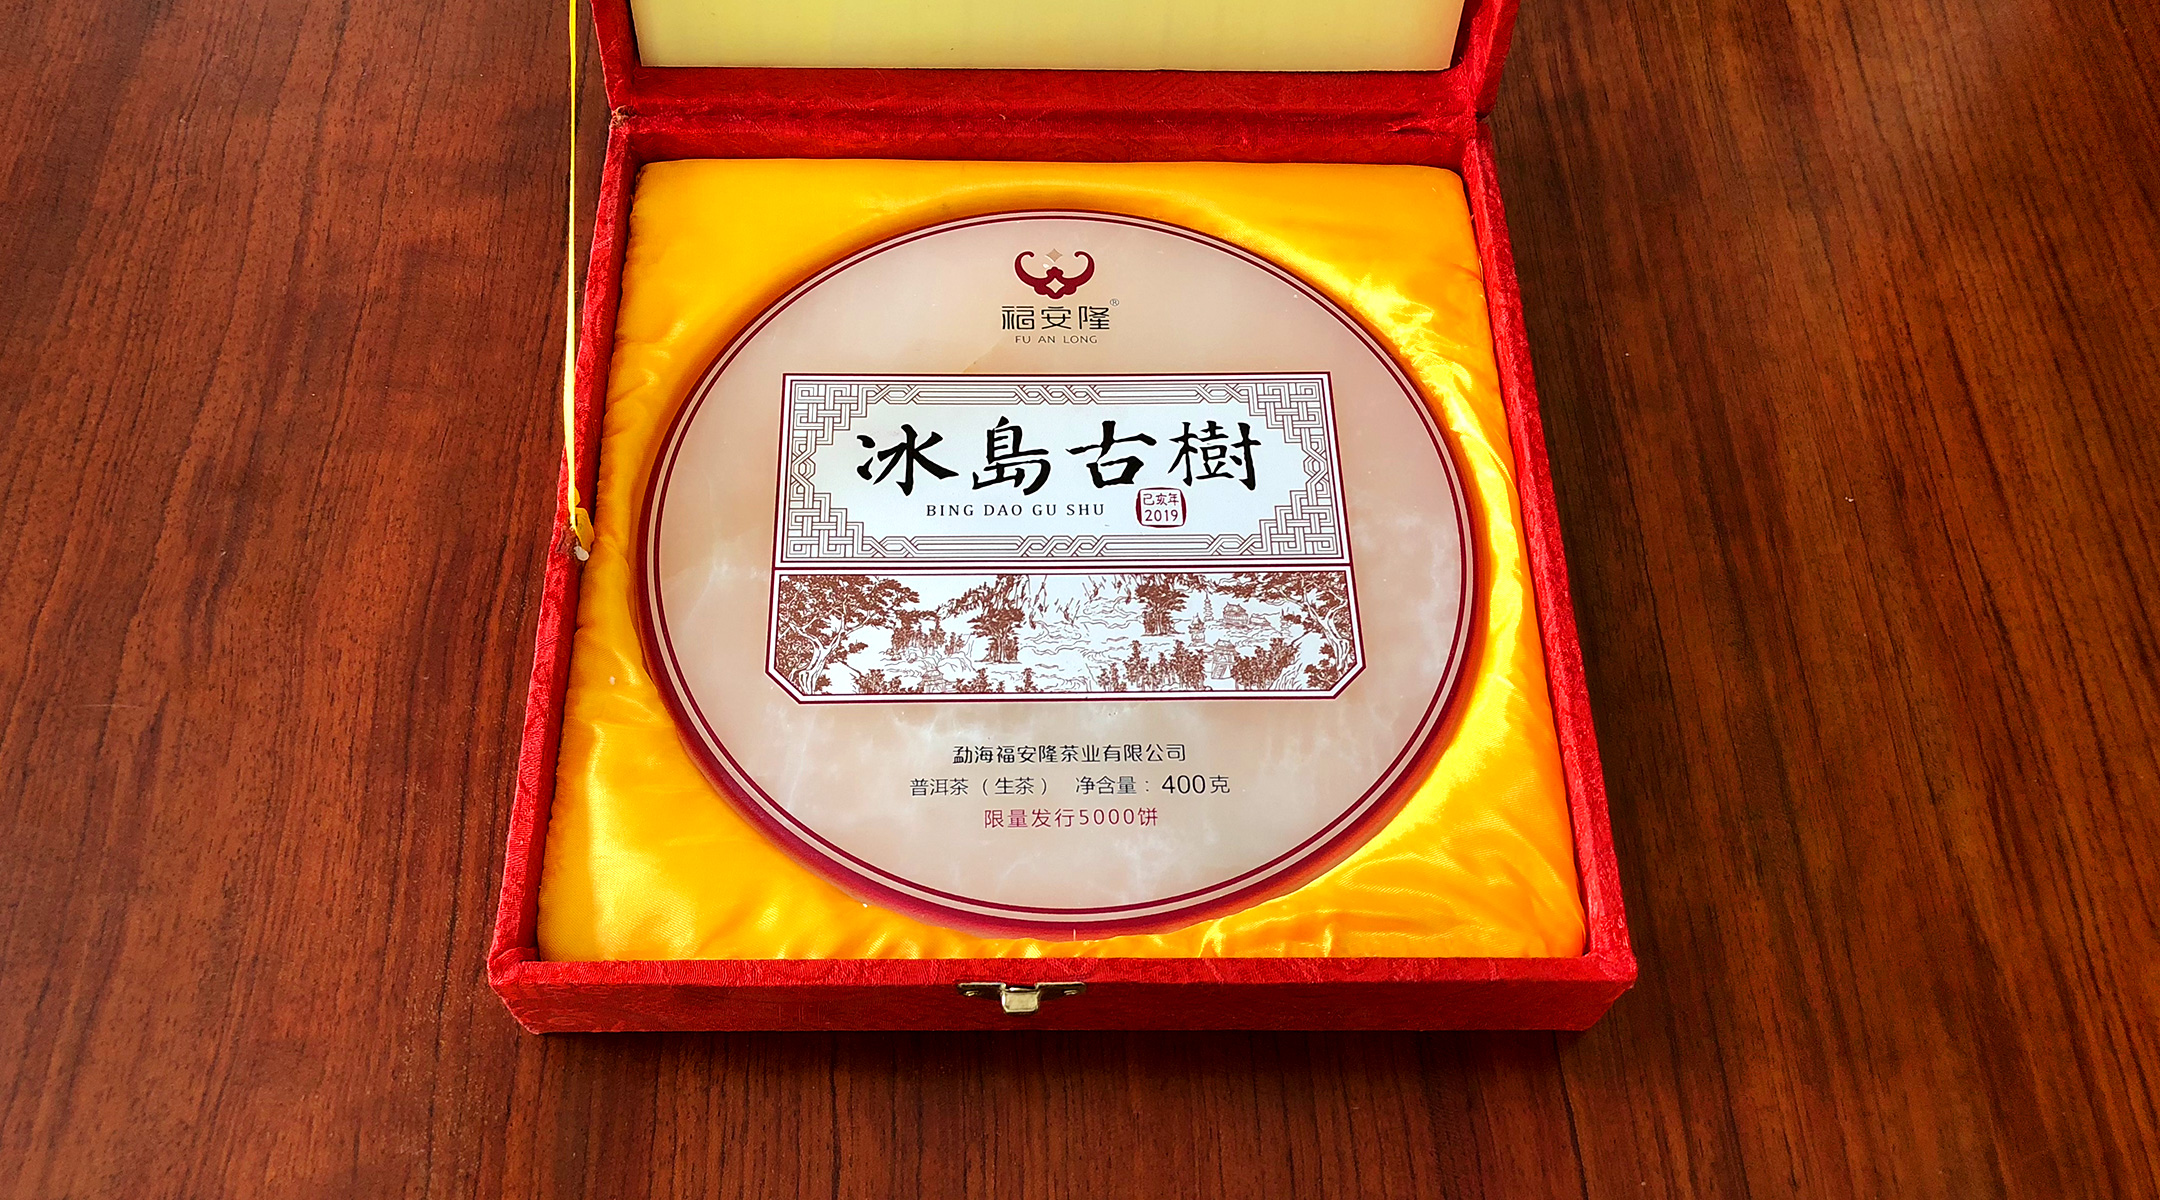 福安隆®
FU AN LONG
冰島古樹
BING DAO GU SHU
己亥年
2019
勐海福安隆茶业有限公司
普洱茶（生茶） 净含量：400克
限量发行5000饼